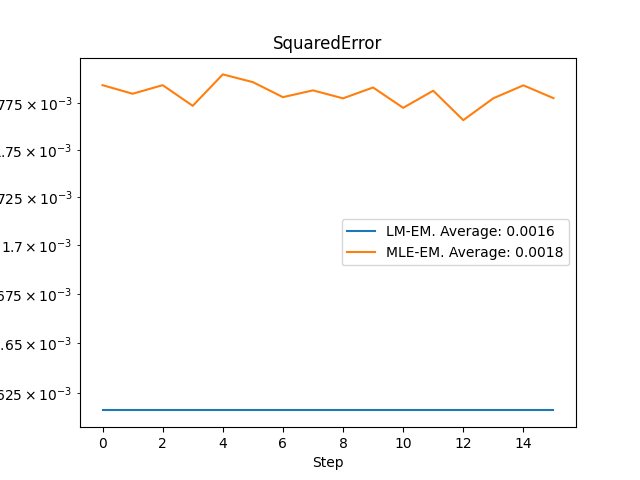 SquaredError
775 × 10⁻³
.75 × 10⁻³
725 × 10⁻³
1.7 × 10⁻³
675 × 10⁻³
.65 × 10⁻³
625 × 10⁻³
LM-EM. Average: 0.0016
MLE-EM. Average: 0.0018
0 2 4 6 8 10 12 14
Step